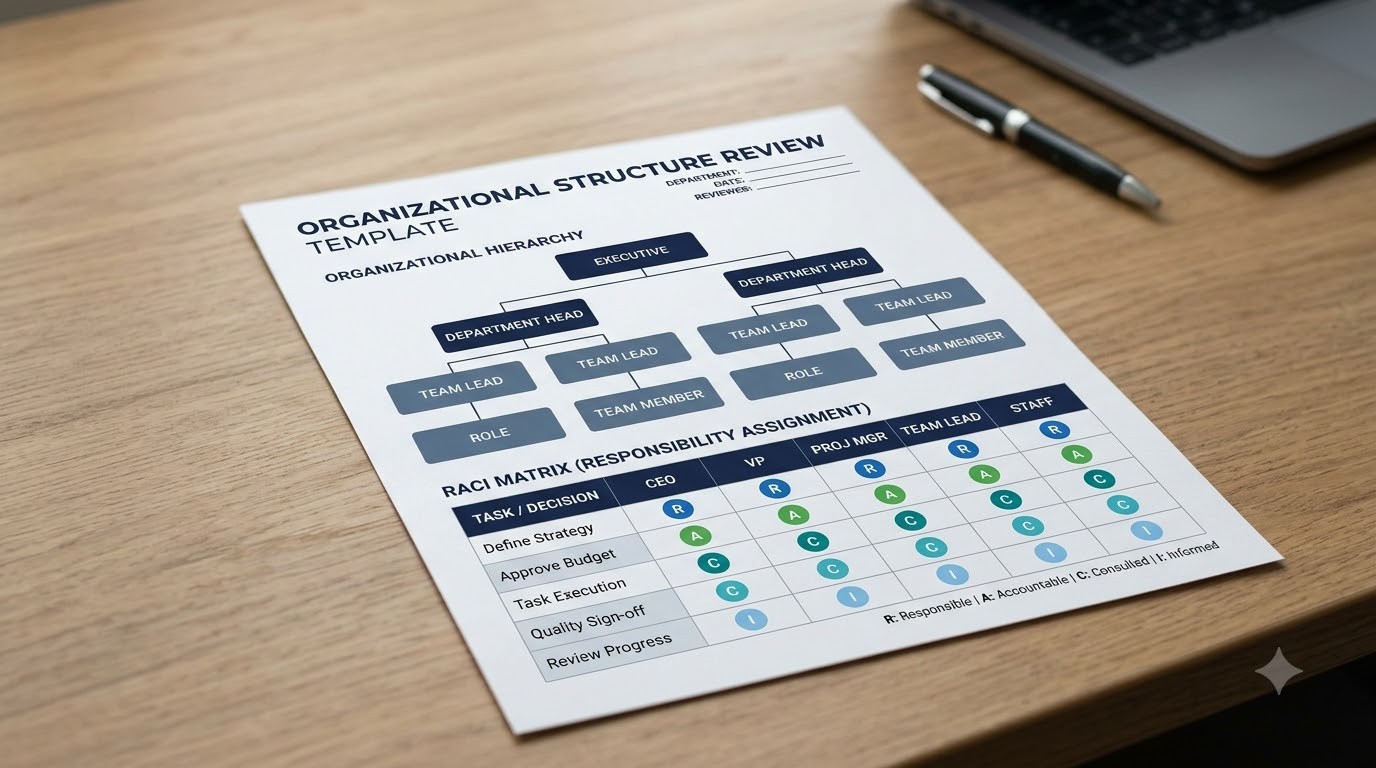 ORGANIZATIONAL STRUCTURE REVIEW
TEMPLATE
DEPARTMENT:
DATE:
REVIEWES:
ORGANIZATIONAL HIERARCHY
EXECUTIVE
DEPARTMENT HEAD
DEPARTMENT HEAD
TEAM LEAD
TEAM LEAD
TEAM LEAD
TEAM LEAD
ROLE
TEAM MEMBER
ROLE
TEAM MEMBER
RACI MATRIX (RESPONSIBILITY ASSIGNMENT)
TASK / DECISION CEO VP PROJ MGR TEAM LEAD STAFF
Define Strategy R R R R R
Approve Budget A A A A A
Task Execution C C C C C
Quality Sign-off C C C C C
Review Progress I I I I I
R: Responsible | A: Accountable | C: Consulted | I: Informed